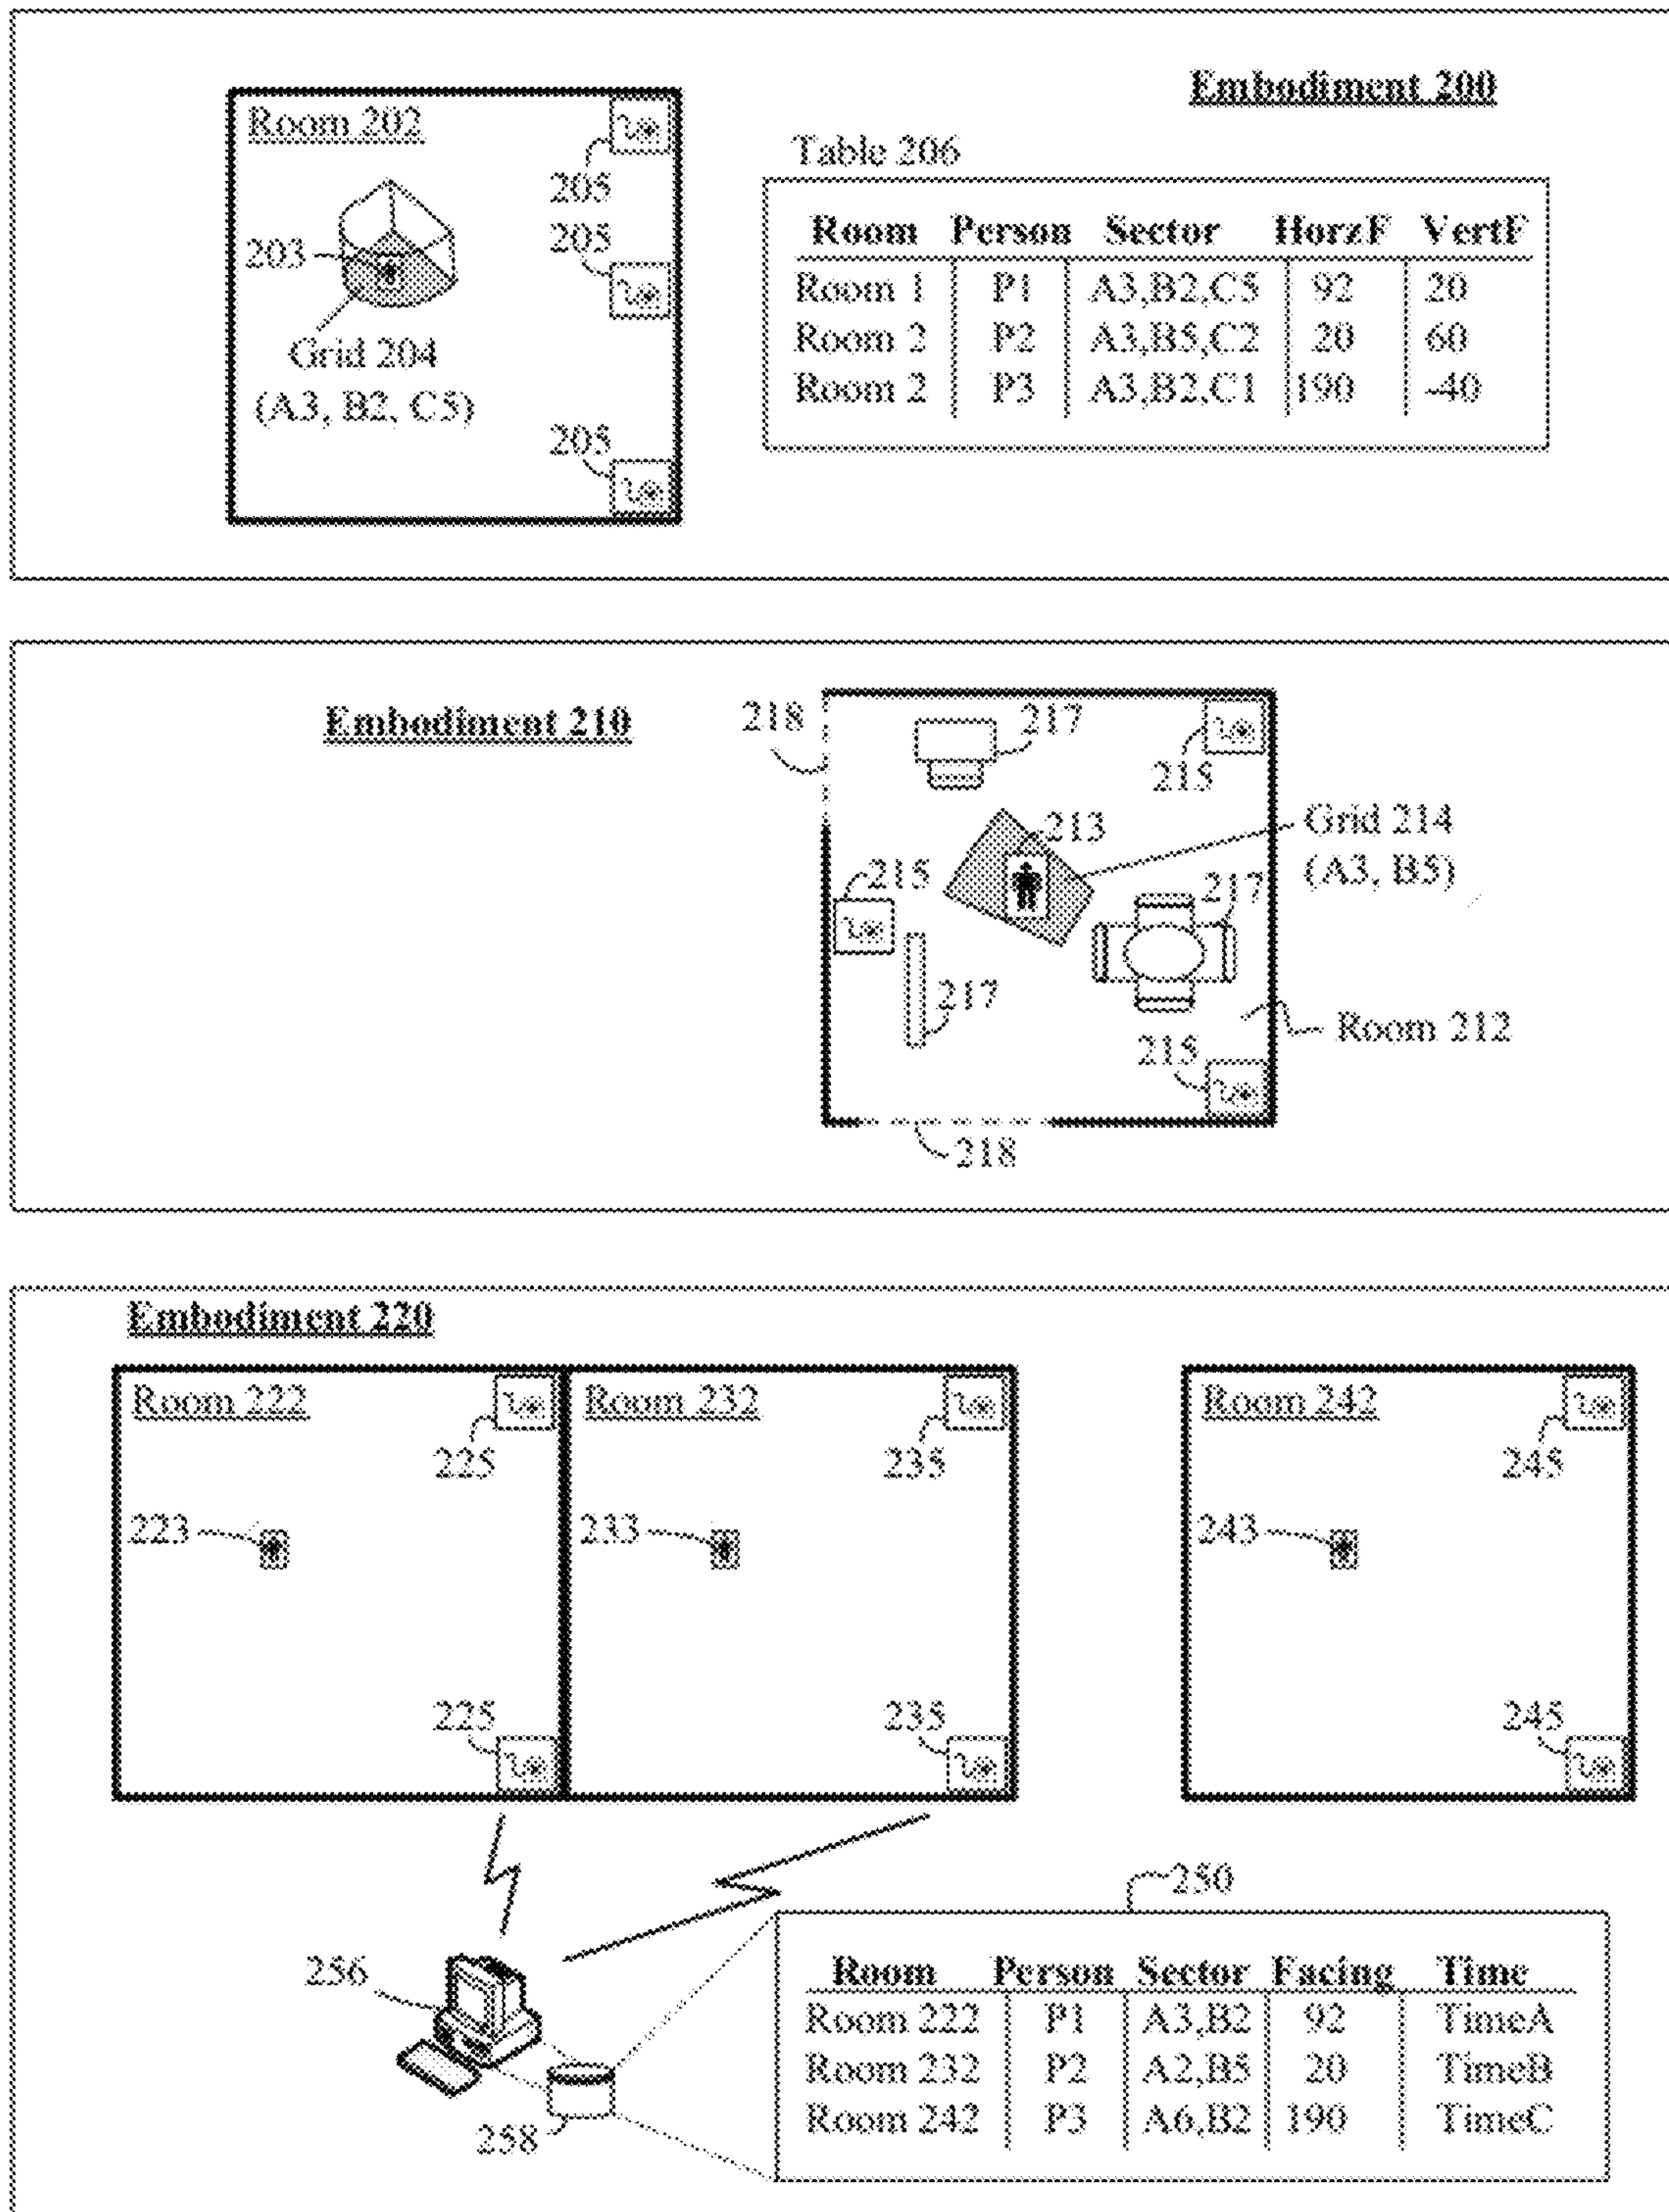 Embodiment 200
Room 202
205
203
205
Grid 204
(A3, B2, C5)
205
Table 206
Room Person Sector HorzF VertF
Room 1 P1 A3,B2,C5 92 20
Room 2 P2 A3,B5,C2 20 60
Room 2 P3 A3,B2,C1 190 -40
Embodiment 210
218
217
215
213
Grid 214
(A3, B5)
215
217
217
Room 212
215
218
Embodiment 220
Room 222
225
223
225
Room 232
235
233
235
Room 242
245
243
245
250
256
258
Room Person Sector Facing Time
Room 222 P1 A3,B2 92 TimeA
Room 232 P2 A2,B5 20 TimeB
Room 242 P3 A6,B2 190 TimeC